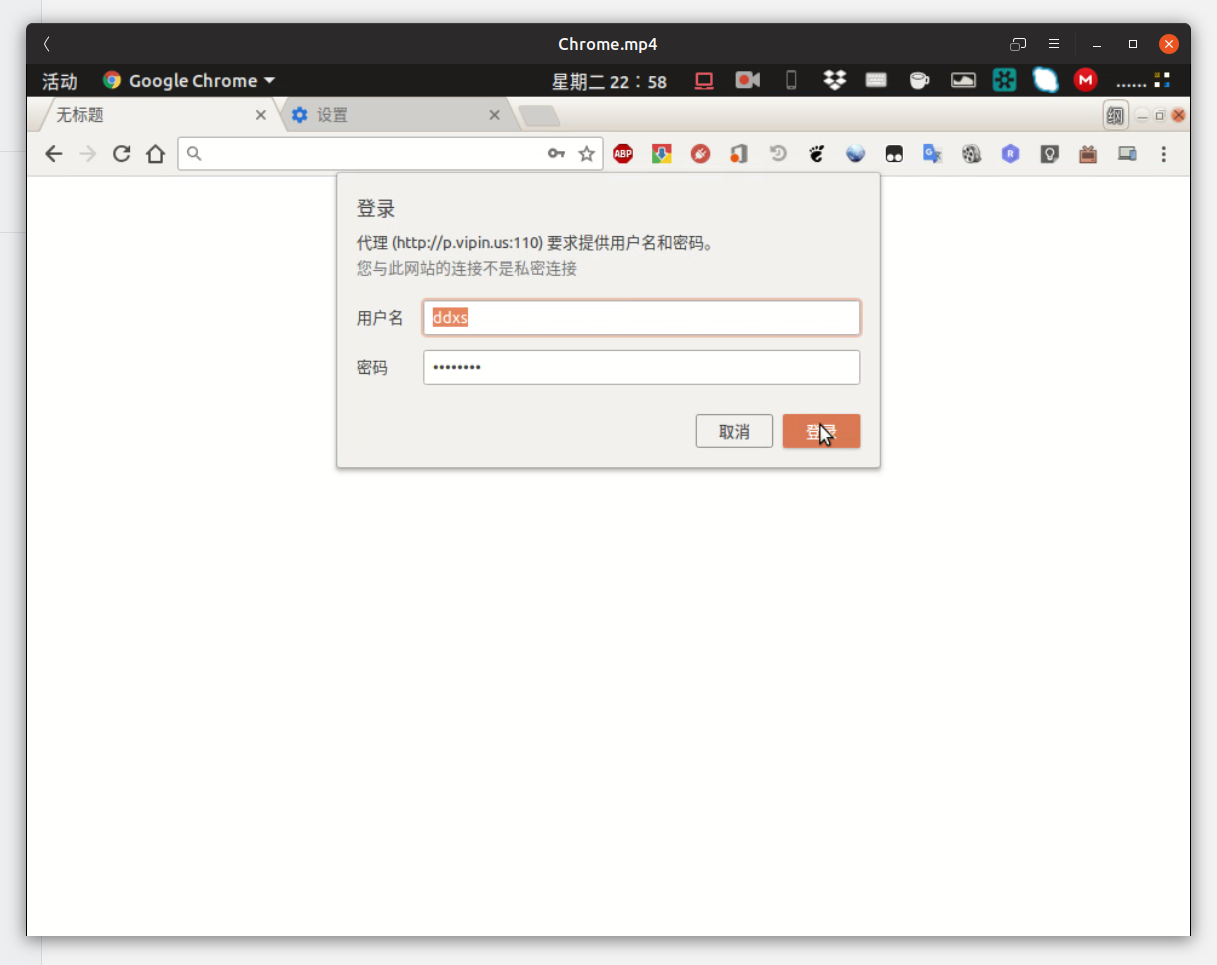 Chrome.mp4
活动 Google Chrome 星期二 22：58 M ......
无标题 设置 纲
ABP G R
登录
代理 (http://p.vipin.us:110) 要求提供用户名和密码。
您与此网站的连接不是私密连接
用户名 ddxs
密码 ••••••••
取消 登录